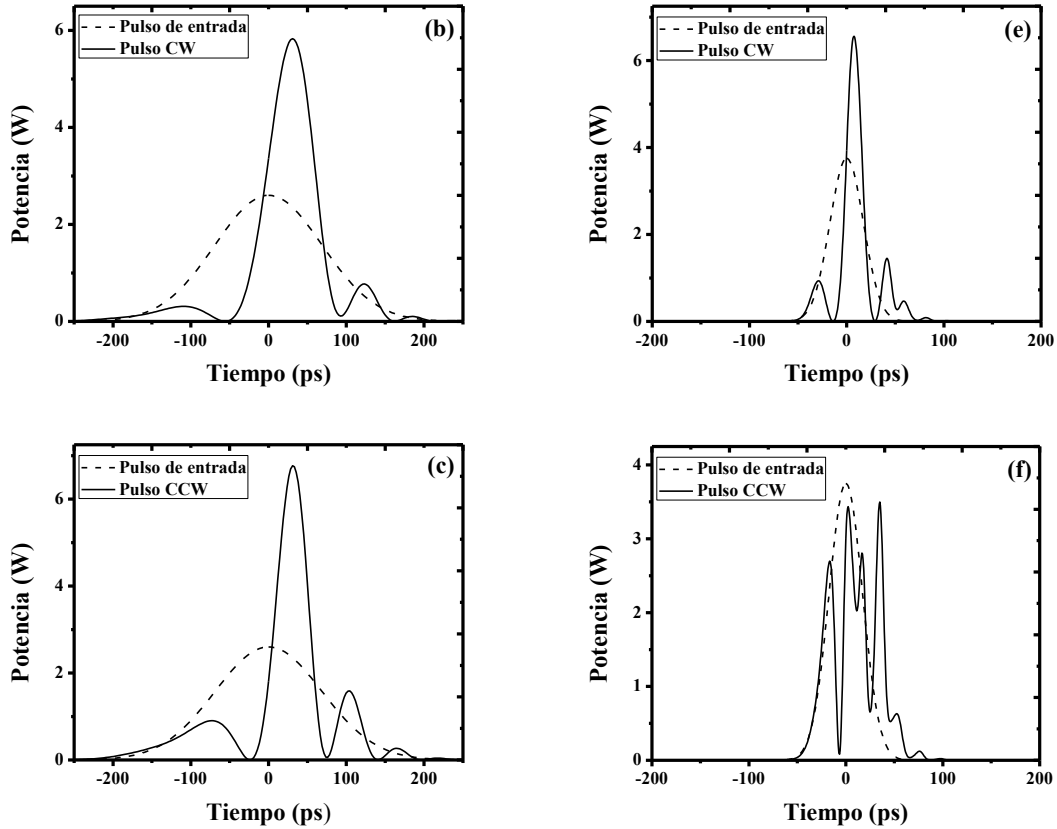 (b)
Pulso de entrada
Pulso CW
6
4
2
0
Potencia (W)
-200 -100 0 100 200
Tiempo (ps)
(e)
Pulso de entrada
Pulso CW
6
4
2
0
Potencia (W)
-200 -100 0 100 200
Tiempo (ps)
(c)
Pulso de entrada
Pulso CCW
6
4
2
0
Potencia (W)
-200 -100 0 100 200
Tiempo (ps)
(f)
Pulso de entrada
Pulso CCW
4
3
2
1
0
Potencia (W)
-200 -100 0 100 200
Tiempo (ps)